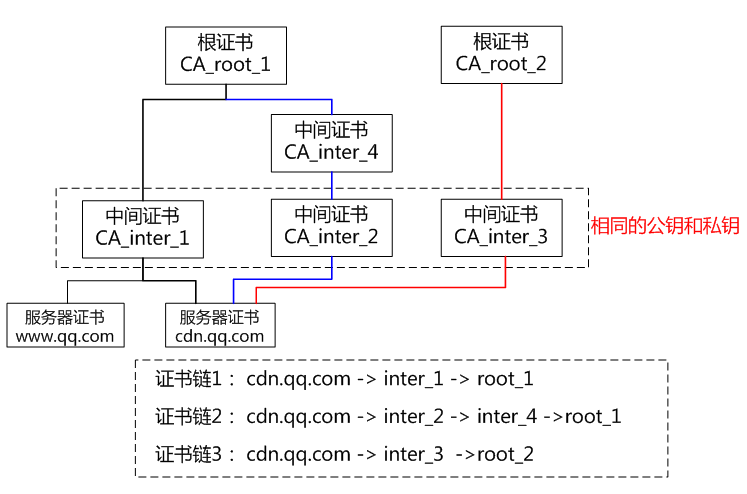 根证书
CA_root_1
根证书
CA_root_2
中间证书
CA_inter_4
中间证书
CA_inter_1
中间证书
CA_inter_2
中间证书
CA_inter_3
相同的公钥和私钥
服务器证书
www.qq.com
服务器证书
cdn.qq.com
证书链1： cdn.qq.com -> inter_1 -> root_1
证书链2： cdn.qq.com -> inter_2 -> inter_4 ->root_1
证书链3： cdn.qq.com -> inter_3 ->root_2